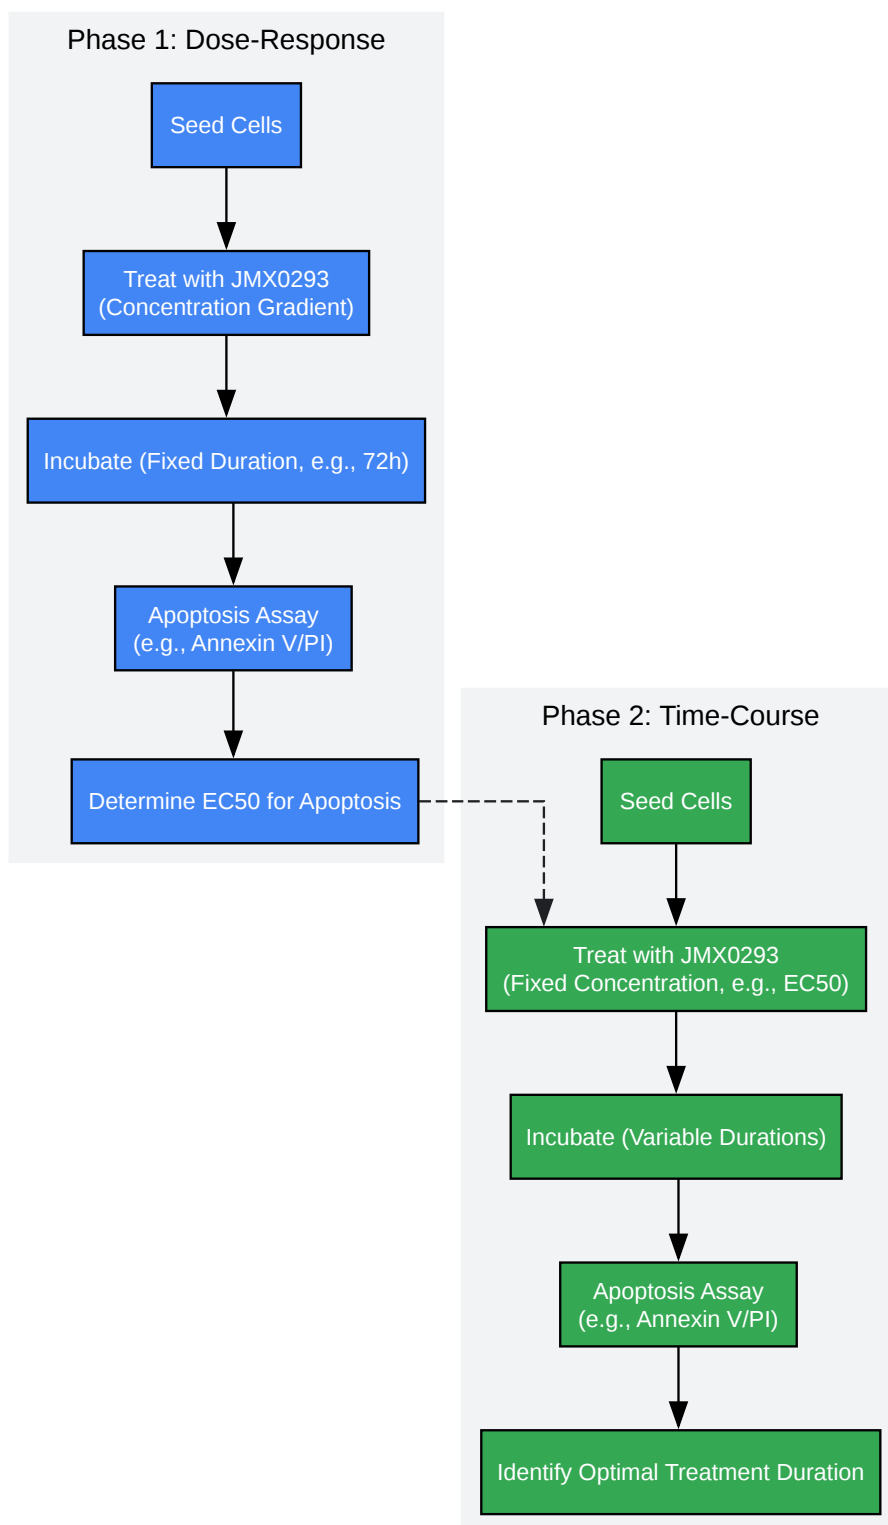 Phase 1: Dose-Response
Seed Cells
Treat with JMX0293
(Concentration Gradient)
Incubate (Fixed Duration, e.g., 72h)
Apoptosis Assay
(e.g., Annexin V/PI)
Determine EC50 for Apoptosis
Phase 2: Time-Course
Seed Cells
Treat with JMX0293
(Fixed Concentration, e.g., EC50)
Incubate (Variable Durations)
Apoptosis Assay
(e.g., Annexin V/PI)
Identify Optimal Treatment Duration